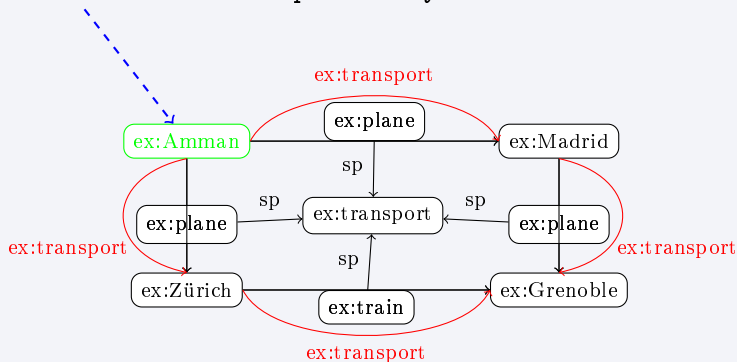 ex:transport
ex:plane
ex:Amman
ex:Madrid
sp
sp
sp
ex:transport
ex:plane
ex:plane
ex:transport
ex:transport
sp
ex:Zürich
ex:Grenoble
ex:train
ex:transport